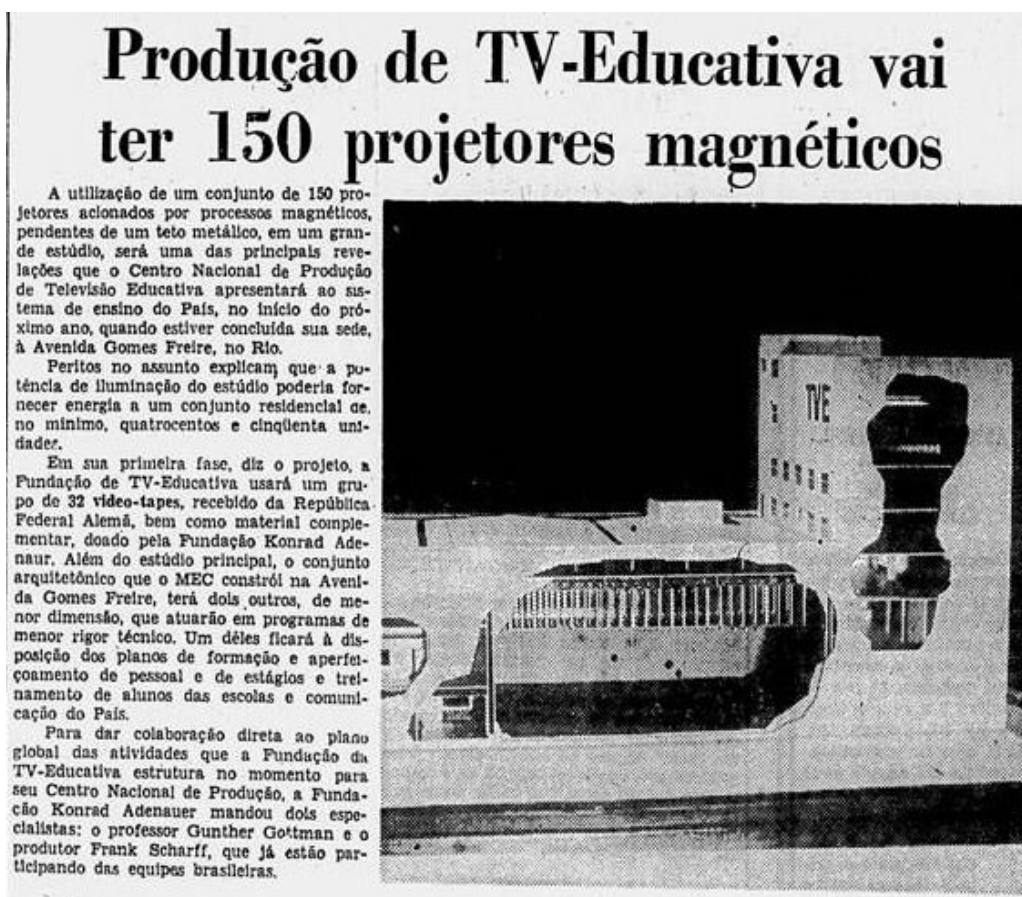 Produção de TV-Educativa vai
ter 150 projetores magnéticos
A utilização de um conjunto de 150 pro-
jetores acionados por processos magnéticos,
pendentes de um teto metálico, em um gran-
de estúdio, será uma das principais reve-
lações que o Centro Nacional de Produção
de Televisão Educativa apresentará ao sis-
tema de ensino do País, no início do pró-
ximo ano, quando estiver concluída sua sede,
à Avenida Gomes Freire, no Rio.
Peritos no assunto explicam que a po-
tência de iluminação do estúdio poderia for-
necer energia a um conjunto residencial de,
no mínimo, quatrocentos e cinqüenta uni-
dades.
Em sua primeira fase, diz o projeto, a
Fundação de TV-Educativa usará um gru-
po de 32 video-tapes, recebido da República
Federal Alemã, bem como material comple-
mentar, doado pela Fundação Konrad Ade-
naur. Além do estúdio principal, o conjunto
arquitetônico que o MEC constrói na Aveni-
da Gomes Freire, terá dois outros, de me-
nor dimensão, que atuarão em programas de
menor rigor técnico. Um dêles ficará à dis-
posição dos planos de formação e aperfei-
çoamento de pessoal e de estágios e trei-
namento de alunos das escolas e comuni-
cação do País.
Para dar colaboração direta ao plano
global das atividades que a Fundação da
TV-Educativa estrutura no momento para
seu Centro Nacional de Produção, a Funda-
cão Konrad Adenauer mandou dois espe-
cialistas: o professor Gunther Gottman e o
produtor Frank Scharff, que já estão par-
ticipando das equipes brasileiras.
TVE